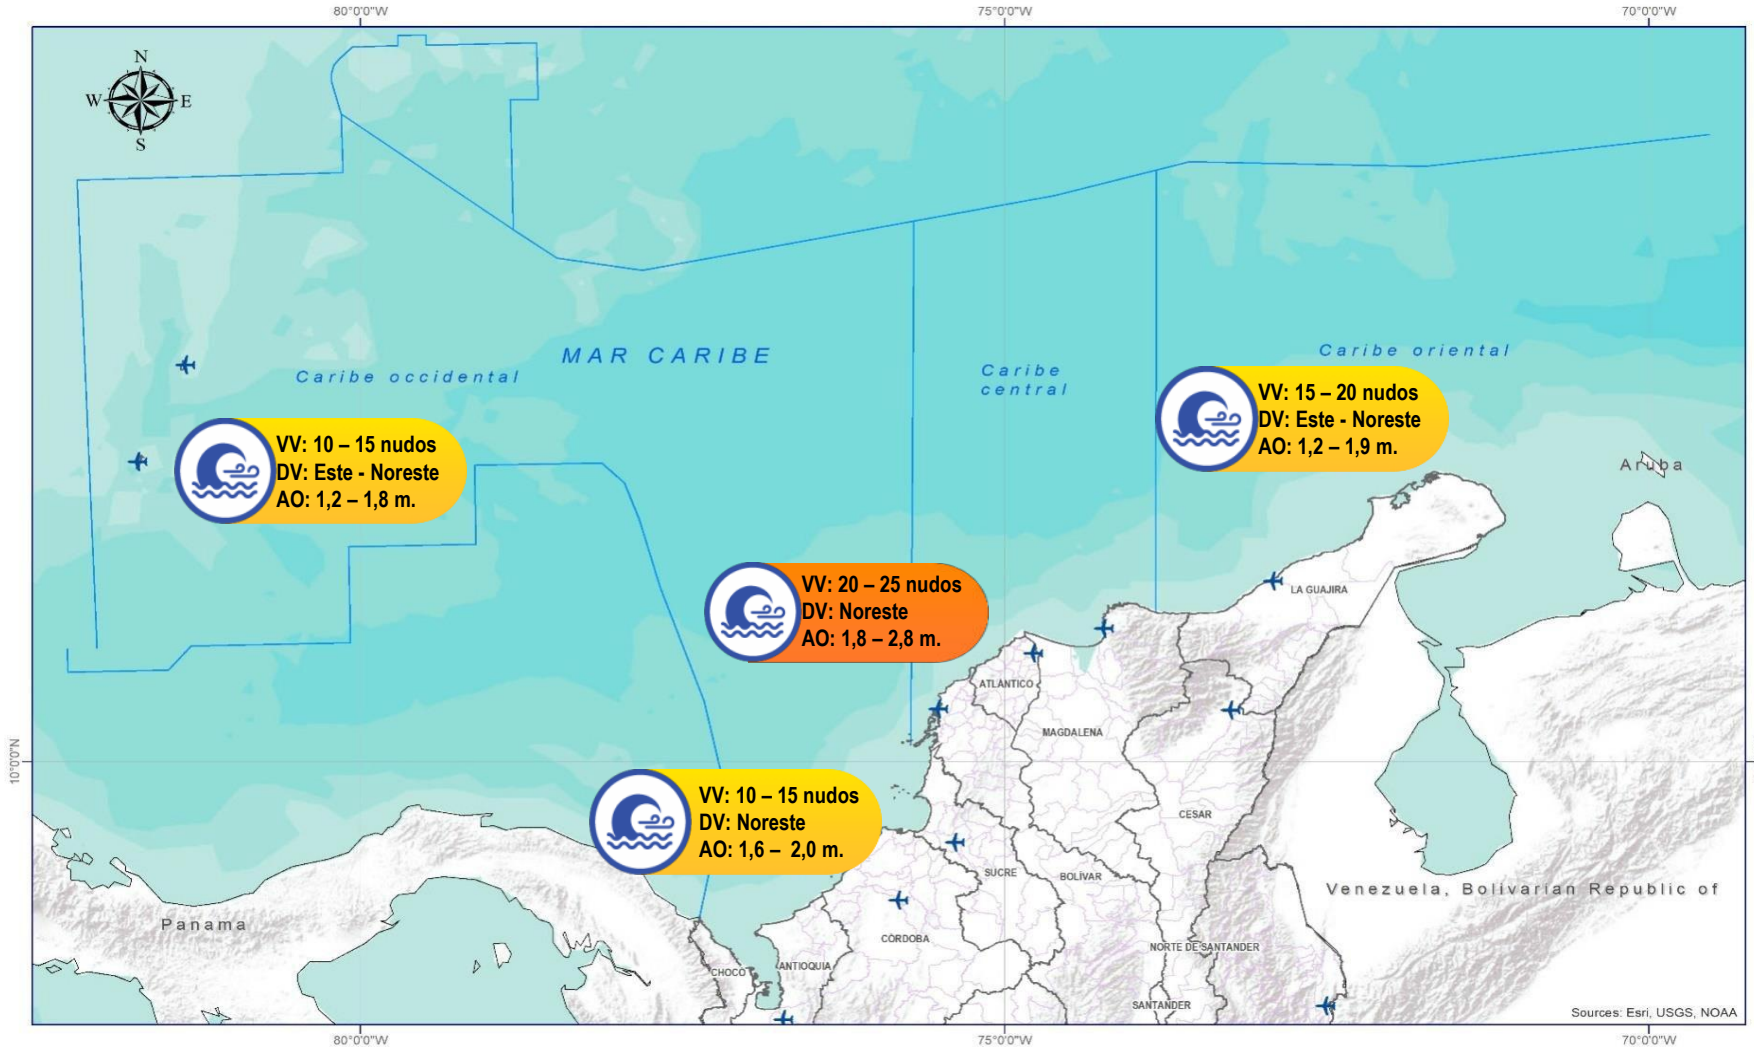 80°0'0"W
75°0'0"W
70°0'0"W
N
W
E
S
MAR CARIBE
Caribe occidental
Caribe
central
Caribe oriental
VV: 15 – 20 nudos
DV: Este - Noreste
AO: 1,2 – 1,9 m.
VV: 10 – 15 nudos
DV: Este - Noreste
AO: 1,2 – 1,8 m.
Aruba
VV: 20 – 25 nudos
DV: Noreste
AO: 1,8 – 2,8 m.
LA GUAJIRA
ATLÁNTICO
MAGDALENA
10°0'0"N
VV: 10 – 15 nudos
DV: Noreste
AO: 1,6 – 2,0 m.
CESAR
SUCRE
BOLÍVAR
Venezuela, Bolivarian Republic of
Panama
CÓRDOBA
NORTE DE SANTANDER
CHOCÓ
ANTIOQUIA
SANTANDER
Sources: Esri, USGS, NOAA
80°0'0"W
75°0'0"W
70°0'0"W